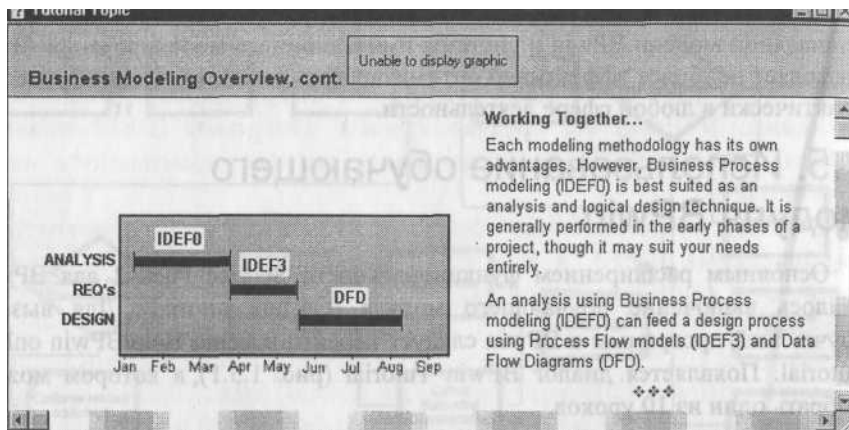 Tutorial Topic
Unable to display graphic
Business Modeling Overview, cont.
Working Together...
Each modeling methodology has its own
advantages. However, Business Process
modeling (IDEF0) is best suited as an
analysis and logical design technique. It is
generally performed in the early phases of a
project, though it may suit your needs
entirely.
An analysis using Business Process
modeling (IDEF0) can feed a design process
using Process Flow models (IDEF3) and Data
Flow Diagrams (DFD).
IDEF0
ANALYSIS
IDEF3
REQ's
DFD
DESIGN
Jan Feb Mar Apr May Jun Jul Aug Sep